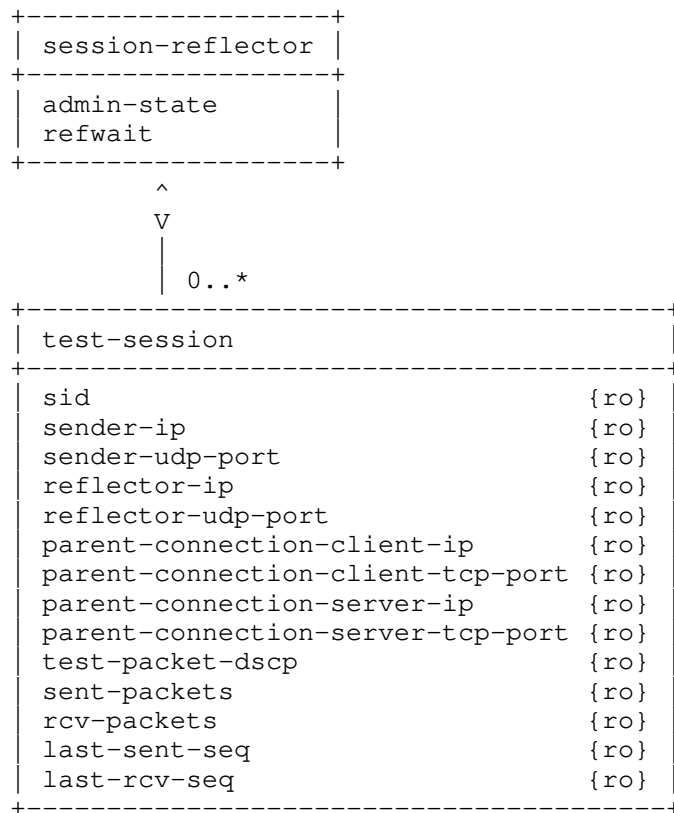 +-------------------+
| session-reflector |
+-------------------+
| admin-state       |
| refwait           |
+-------------------+
         ^
         V
         |
         | 0..*
+----------------------------------------+
| test-session                           |
+----------------------------------------+
| sid                               {ro} |
| sender-ip                         {ro} |
| sender-udp-port                   {ro} |
| reflector-ip                      {ro} |
| reflector-udp-port                {ro} |
| parent-connection-client-ip       {ro} |
| parent-connection-client-tcp-port {ro} |
| parent-connection-server-ip       {ro} |
| parent-connection-server-tcp-port {ro} |
| test-packet-dscp                  {ro} |
| sent-packets                      {ro} |
| rcv-packets                       {ro} |
| last-sent-seq                     {ro} |
| last-rcv-seq                      {ro} |
+----------------------------------------+